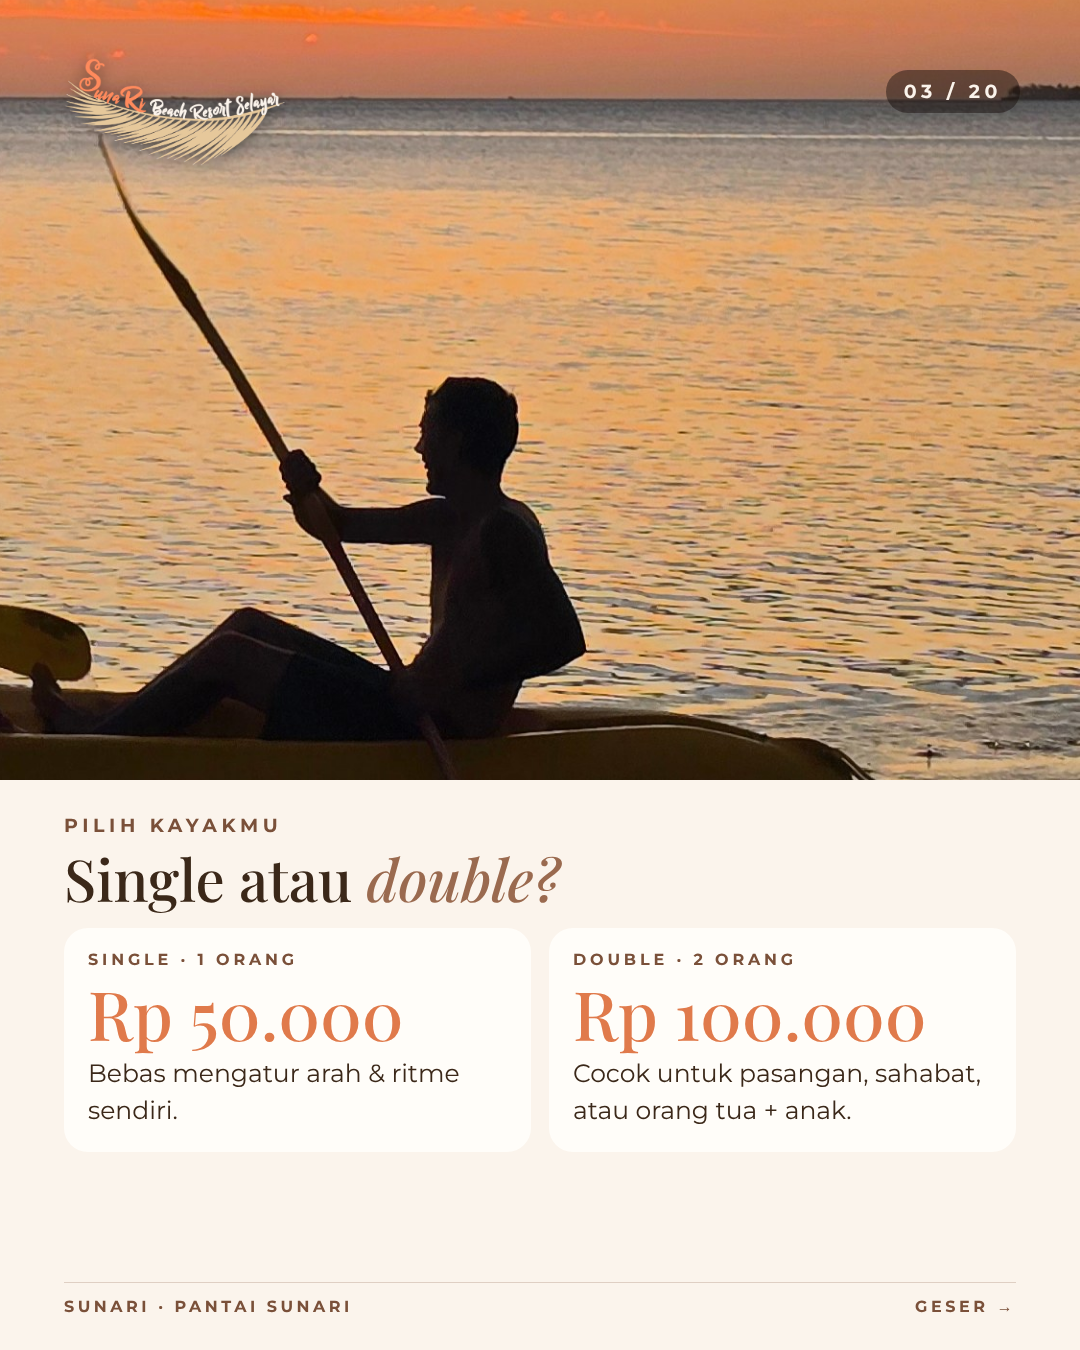 SunaRi Beach Resort Selayar
03 / 20
PILIH KAYAKMU
Single atau double?
SINGLE · 1 ORANG
Rp 50.000
Bebas mengatur arah & ritme
sendiri.
DOUBLE · 2 ORANG
Rp 100.000
Cocok untuk pasangan, sahabat,
atau orang tua + anak.
SUNARI · PANTAI SUNARI
GESER →